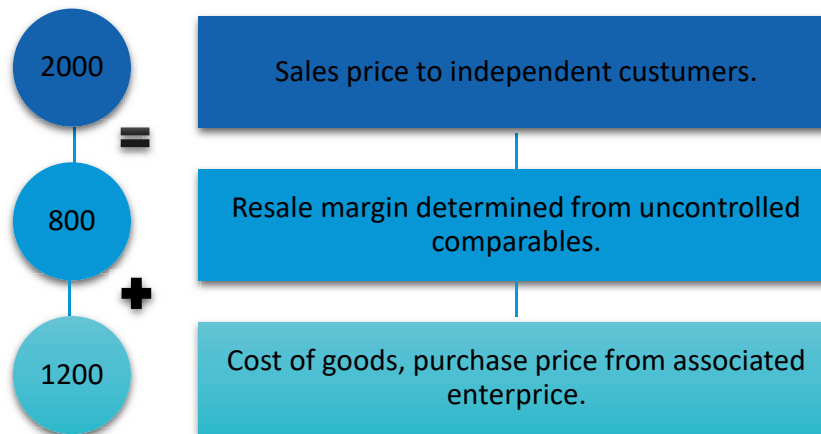 2000
Sales price to independent custumers.
=
800
Resale margin determined from uncontrolled
comparables.
+
1200
Cost of goods, purchase price from associated
enterprice.